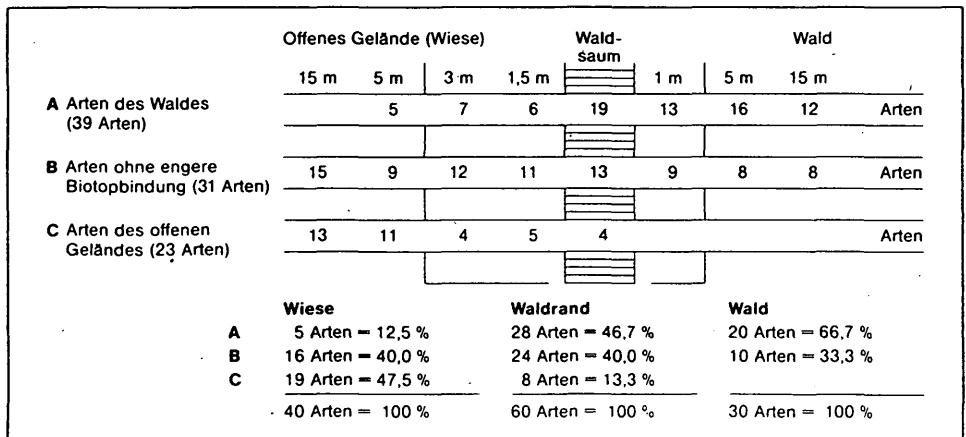 Offenes Gelände (Wiese) Wald- Wald
saum
15 m 5 m 3 m 1,5 m 1 m 5 m 15 m
A Arten des Waldes 5 7 6 19 13 16 12 Arten
(39 Arten)
B Arten ohne engere 15 9 12 11 13 9 8 8 Arten
Biotopbindung (31 Arten)
C Arten des offenen 13 11 4 5 4 Arten
Geländes (23 Arten)
Wiese Waldrand Wald
A 5 Arten = 12,5 % 28 Arten = 46,7 % 20 Arten = 66,7 %
B 16 Arten = 40,0 % 24 Arten = 40,0 % 10 Arten = 33,3 %
C 19 Arten = 47,5 % 8 Arten = 13,3 %
40 Arten = 100 % 60 Arten = 100 % 30 Arten = 100 %